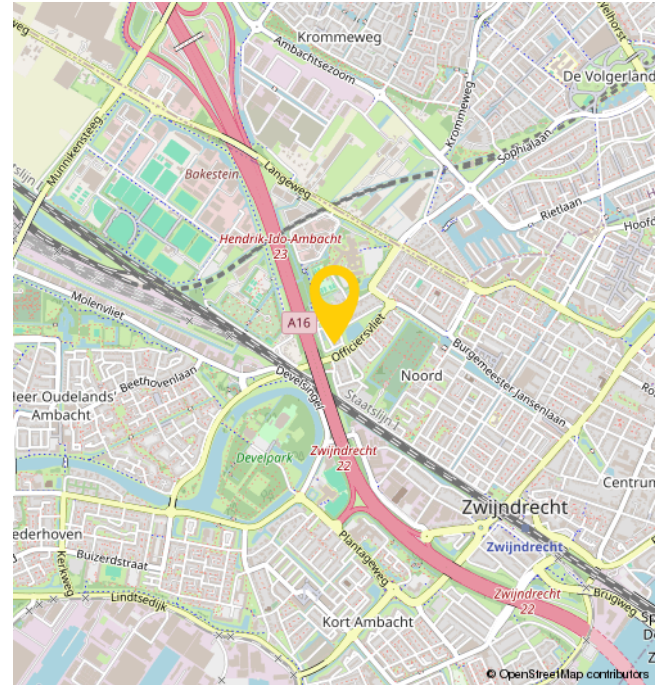 Krommeweg
Ambachtsezoom
De Volgerland
Krommeweg
Sophialaan
Munnikensteeg
Langeweg
Bakestein
Rietlaan
Hendrik-Ido-Ambacht
23
Molenvliet
A16
Officiersvliet
Burgemeester Jansenlaan
Noord
Beethovenlaan
Develsingel
Staatslijn I
Ambacht
Develpark
Zwijndrecht
22
Centrum
Zwijndrecht
Zwijndrecht
Buizerdstraat
Kerkweg
Plantageweg
Lindtsedijk
Zwijndrecht
22
Brugweg
Kort Ambacht
© OpenStreetMap contributors